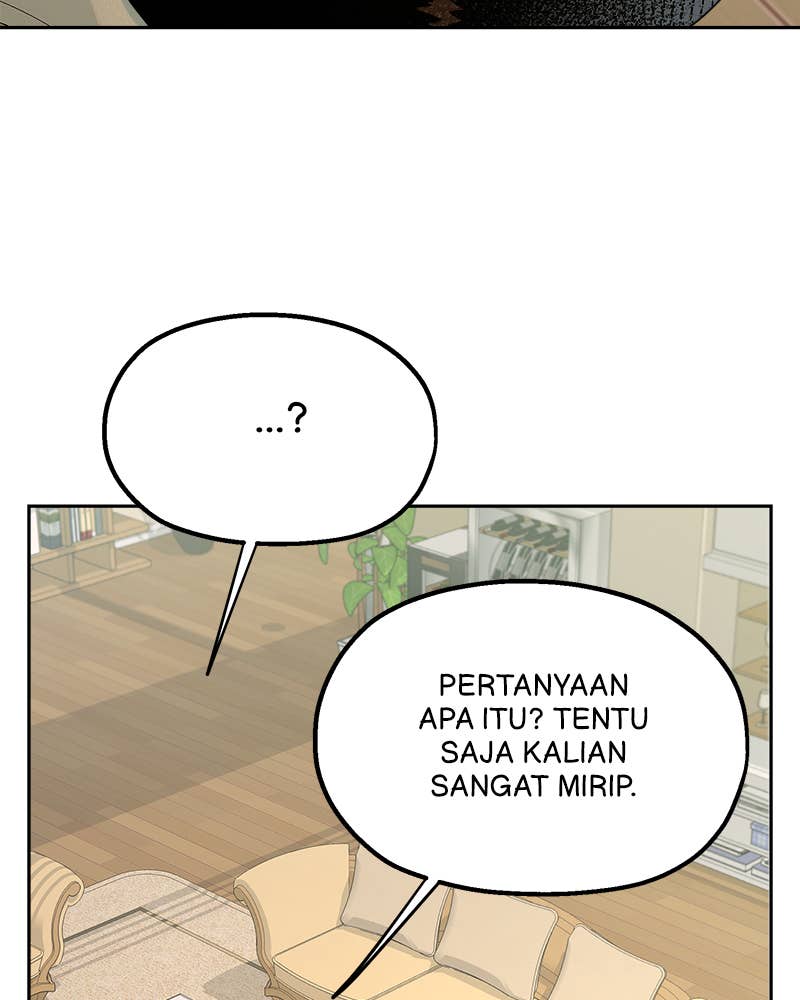 ...?
PERTANYAAN
APA ITU? TENTU
SAJA KALIAN
SANGAT MIRIP.